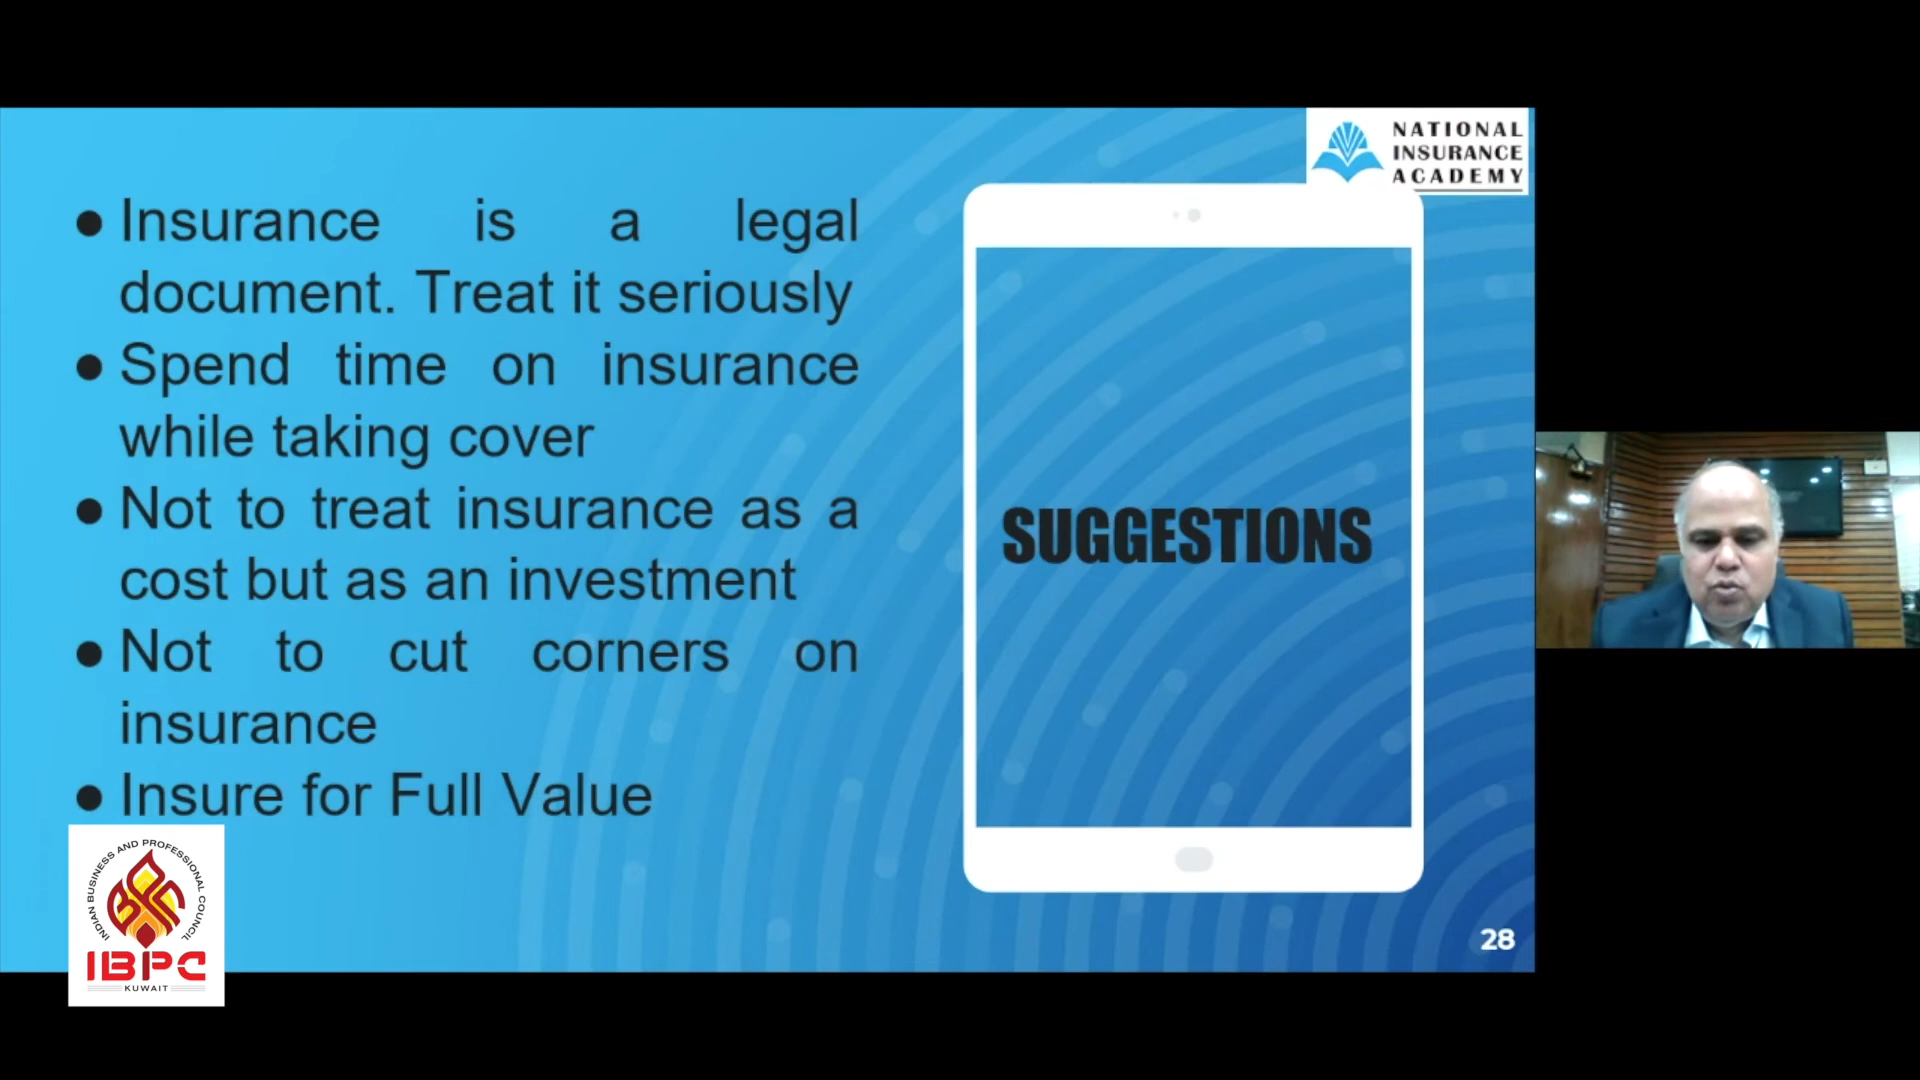 NATIONAL
INSURANCE
ACADEMY
● Insurance is a legal
document. Treat it seriously
● Spend time on insurance
while taking cover
● Not to treat insurance as a
cost but as an investment
● Not to cut corners on
insurance
● Insure for Full Value
SUGGESTIONS
28
INDIAN BUSINESS AND PROFESSIONAL COUNCIL
IBPC
KUWAIT